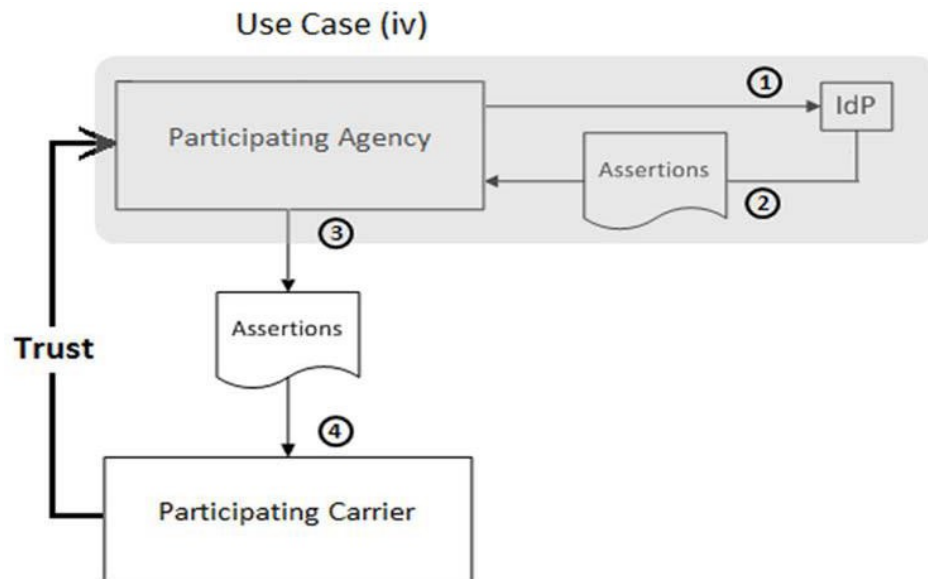 Use Case (iv)
1
IdP
Participating Agency
Assertions
2
3
Assertions
Trust
4
Participating Carrier